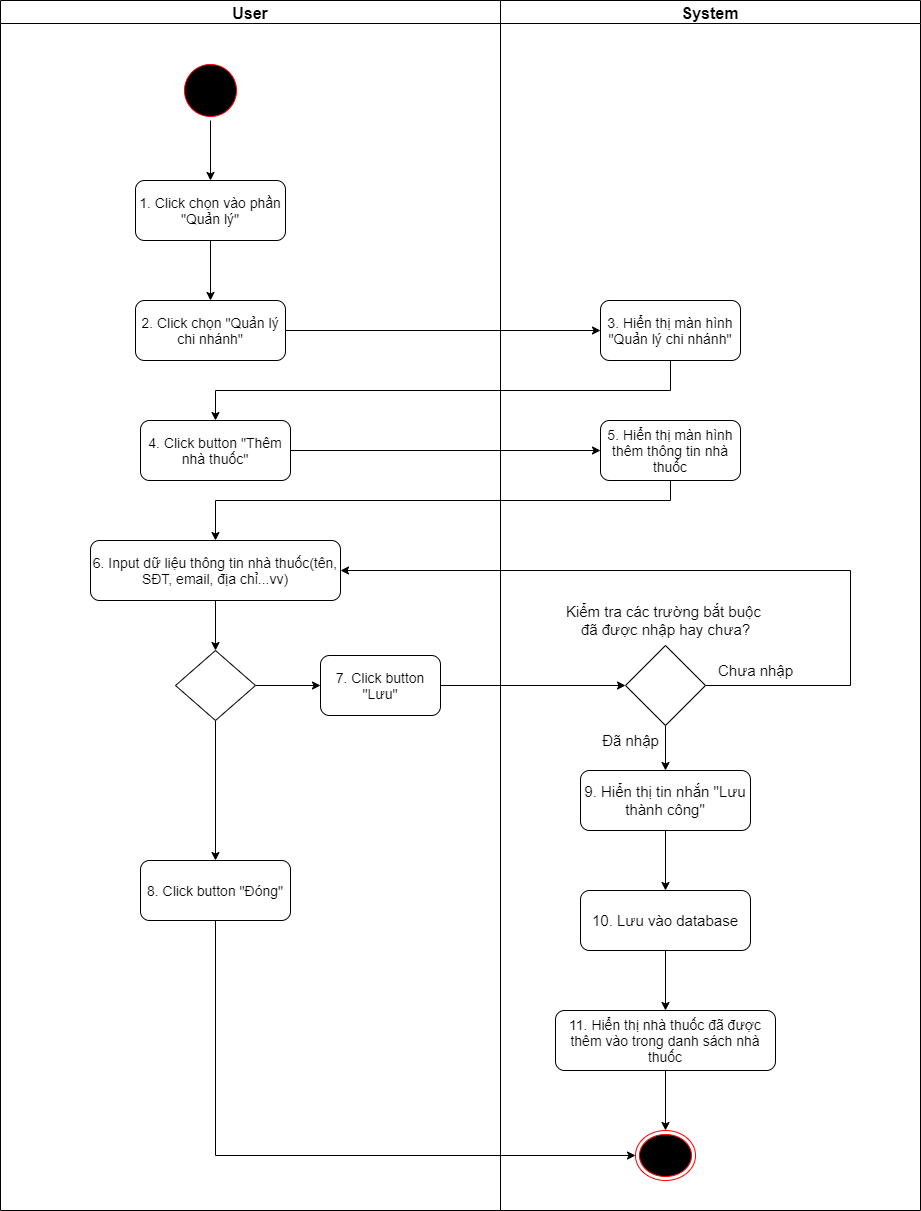 User
System
1. Click chọn vào phần
"Quản lý"
2. Click chọn "Quản lý
chi nhánh"
3. Hiển thị màn hình
"Quản lý chi nhánh"
4. Click button "Thêm
nhà thuốc"
5. Hiển thị màn hình
thêm thông tin nhà
thuốc
6. Input dữ liệu thông tin nhà thuốc(tên,
SĐT, email, địa chỉ...vv)
Kiểm tra các trường bắt buộc
đã được nhập hay chưa?
7. Click button
"Lưu"
Chưa nhập
Đã nhập
9. Hiển thị tin nhắn "Lưu
thành công"
8. Click button "Đóng"
10. Lưu vào database
11. Hiển thị nhà thuốc đã được
thêm vào trong danh sách nhà
thuốc